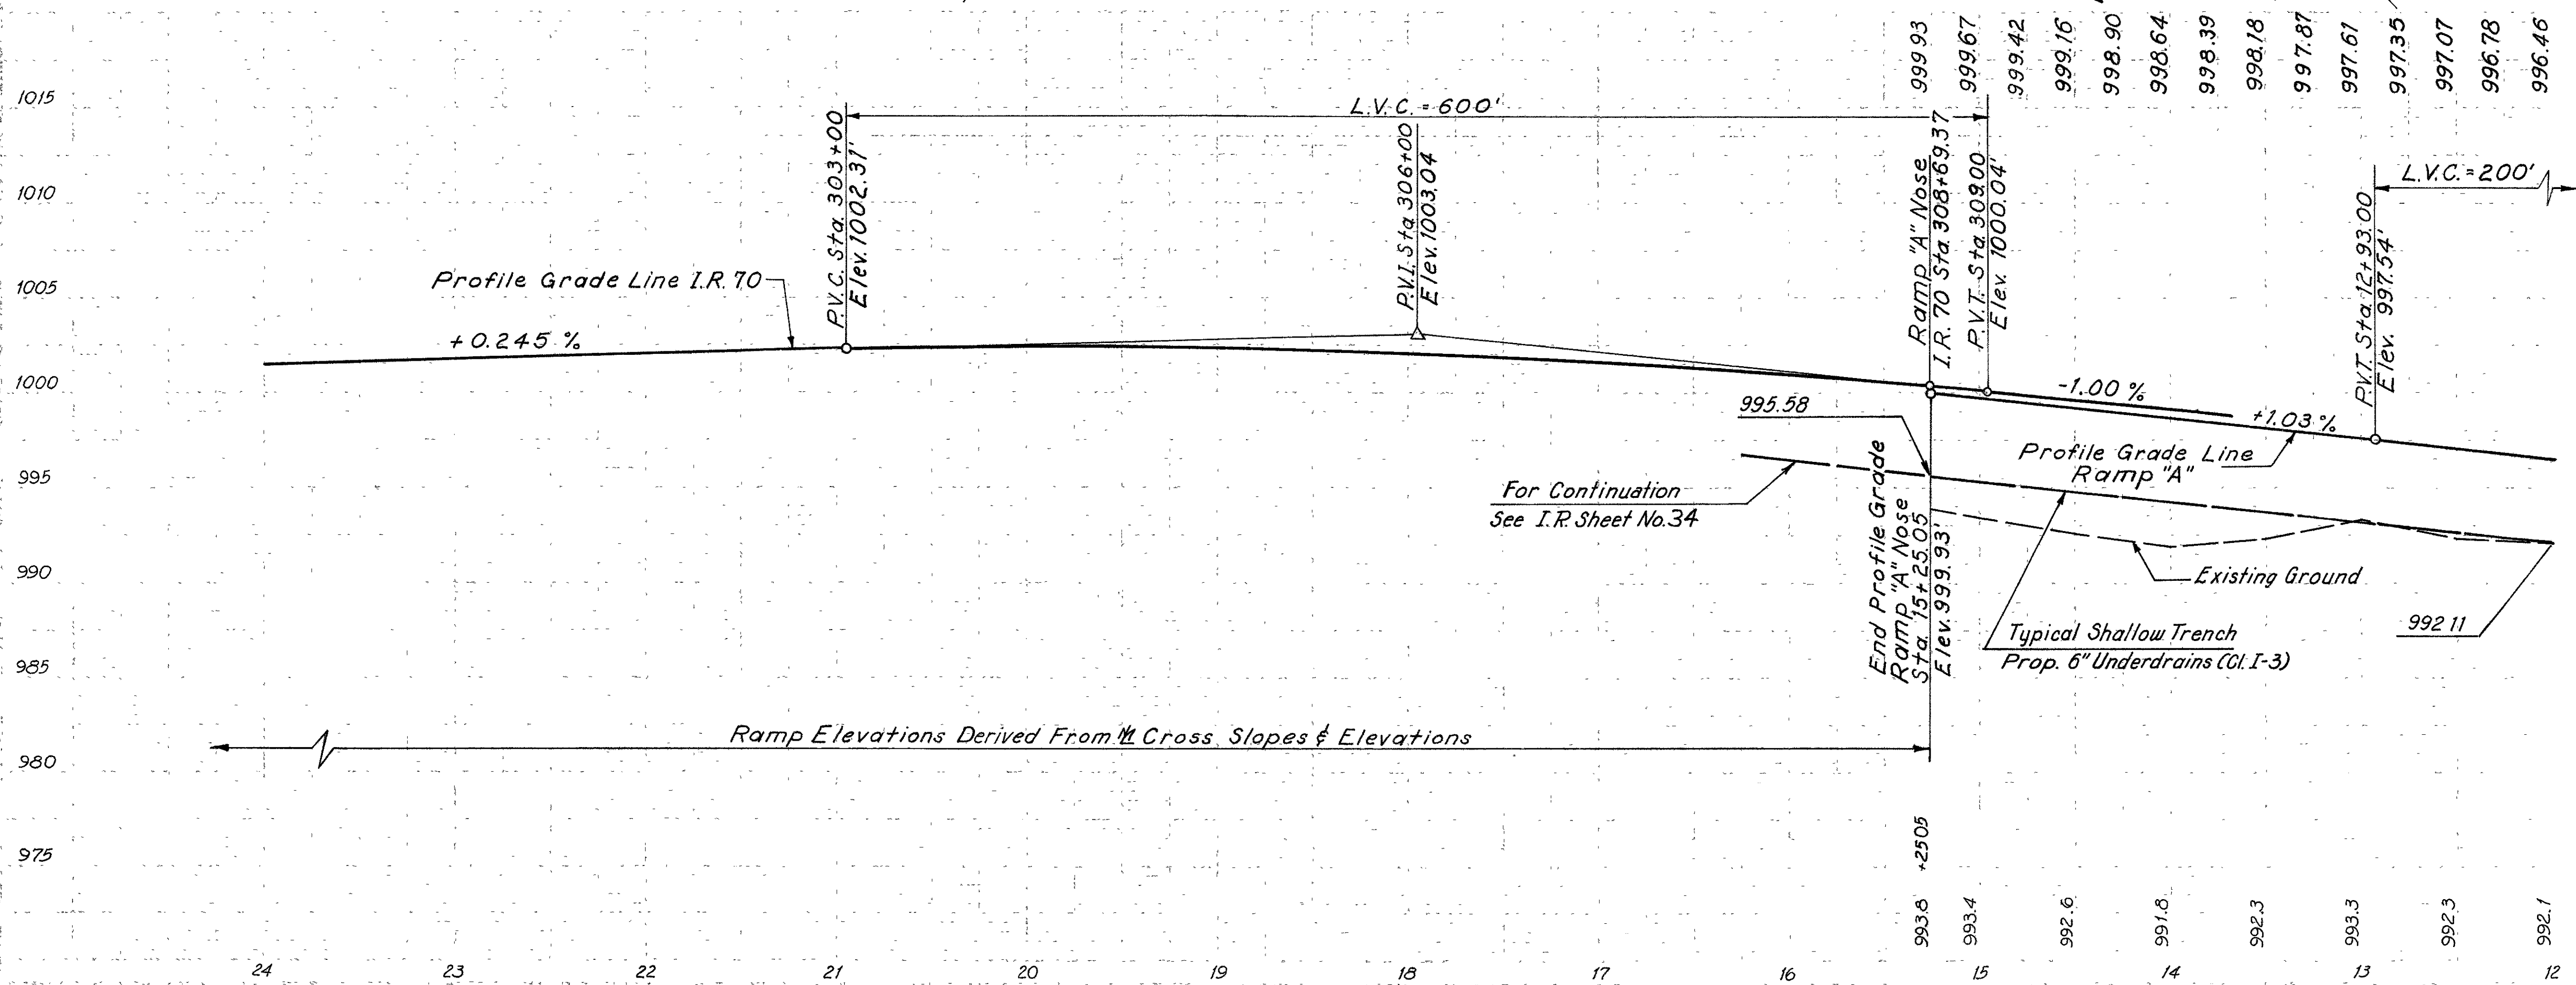 999.93
999.67
999.42
999.16
998.90
998.64
998.39
998.18
997.87
997.61
997.35
997.07
996.78
996.46
1015
1010
1005
1000
995
990
985
980
975
L.V.C. = 600'
L.V.C. = 200'
P.V.C. Sta. 303+00
Elev. 1002.31'
P.V.I. Sta 306+00
Elev. 1003.04
Ramp "A" Nose
I.R. 70 Sta 308+69.37
P.V.T. Sta 309.00
Elev. 1000.04'
P.V.T. Sta. 12+93.00
Elev. 997.54'
Profile Grade Line I.R. 70
+0.245 %
-1.00 %
+1.03 %
995.58
Profile Grade Line
Ramp "A"
For Continuation
See I.R. Sheet No. 34
End Profile Grade
Ramp "A" Nose
Sta. 15+25.05
Elev. 999.93'
Existing Ground
Typical Shallow Trench
Prop. 6" Underdrains (Cl. I-3)
992 11
Ramp Elevations Derived From Cross Slopes & Elevations
+2505
993.8
993.4
992.6
991.8
992.3
993.3
992.3
992.1
24 23 22 21 20 19 18 17 16 15 14 13 12